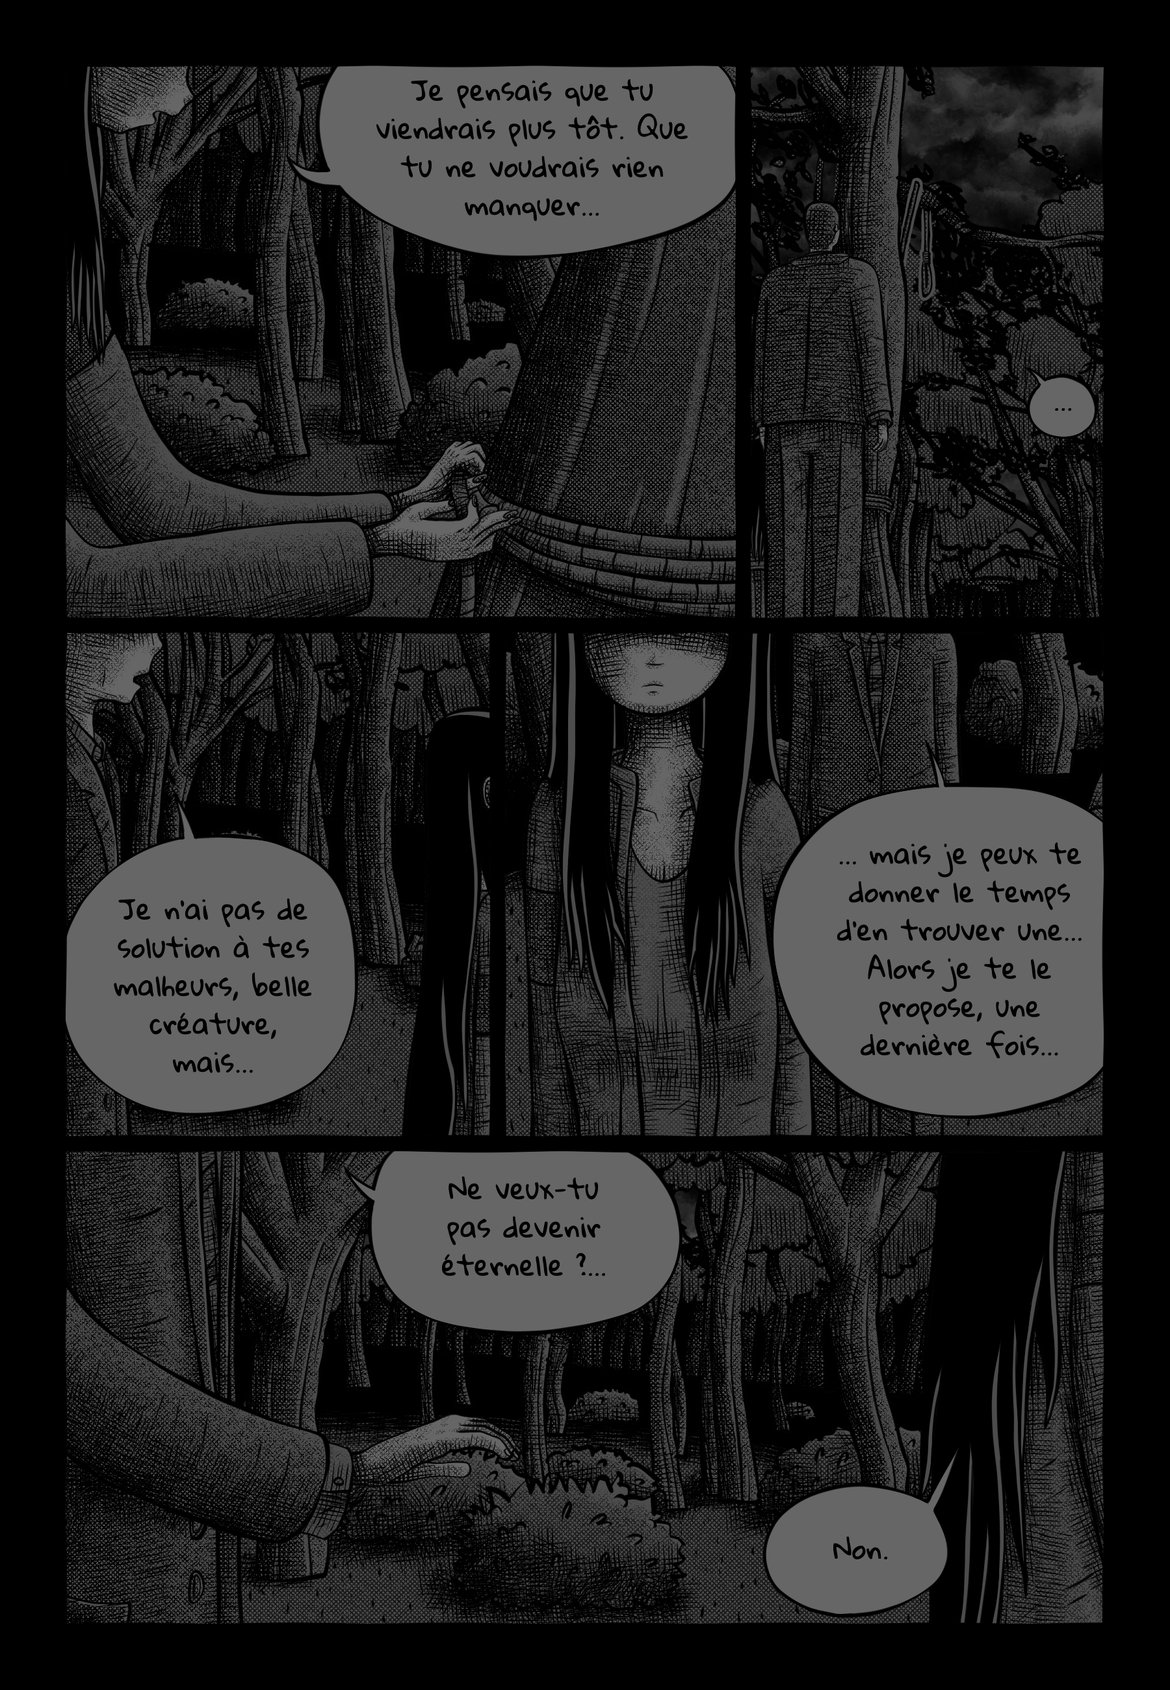 Je pensais que tu
viendrais plus tôt. Que
tu ne voudrais rien
manquer...
...
Je n'ai pas de
solution à tes
malheurs, belle
créature,
mais...
... mais je peux te
donner le temps
d'en trouver une...
Alors je te le
propose, une
dernière fois...
Ne veux-tu
pas devenir
éternelle ?...
Non.